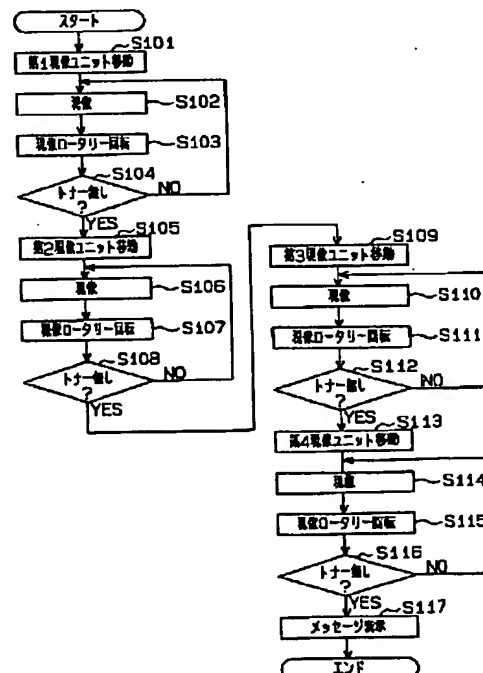 スタート
S101
第1現像ユニット移動
現像
S102
現像ロータリー回転
S103
S104
トナー無し
?
NO
YES
S105
第2現像ユニット移動
現像
S106
現像ロータリー回転
S107
S108
トナー無し
?
NO
YES
S109
第3現像ユニット移動
現像
S110
現像ロータリー回転
S111
S112
トナー無し
?
NO
YES
S113
第4現像ユニット移動
現像
S114
現像ロータリー回転
S115
S116
トナー無し
?
NO
YES
S117
メッセージ表示
エンド